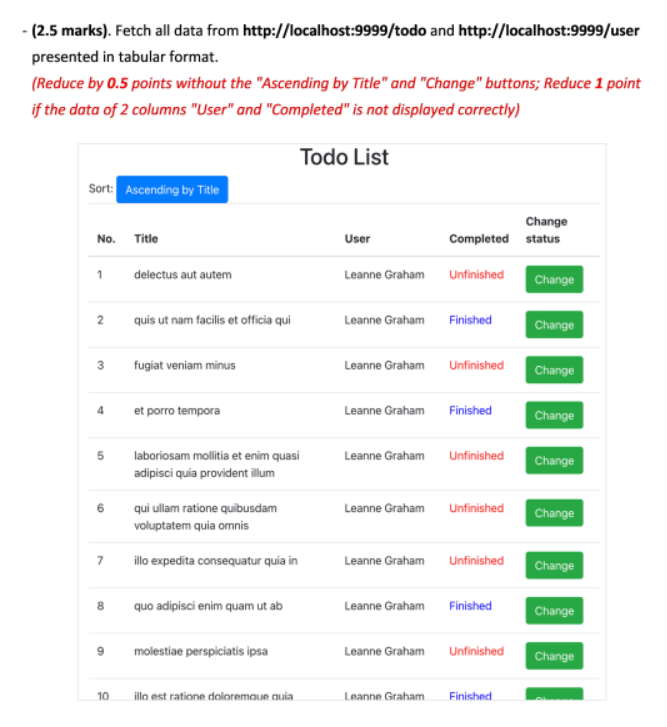 - (2.5 marks). Fetch all data from http://localhost:9999/todo and http://localhost:9999/user
presented in tabular format.
(Reduce by 0.5 points without the "Ascending by Title" and "Change" buttons; Reduce 1 point
if the data of 2 columns "User" and "Completed" is not displayed correctly)
Todo List
Sort: Ascending by Title
No. Title User Completed Change
status
1 delectus aut autem Leanne Graham Unfinished Change
2 quis ut nam facilis et officia qui Leanne Graham Finished Change
3 fugiat veniam minus Leanne Graham Unfinished Change
4 et porro tempora Leanne Graham Finished Change
5 laboriosam mollitia et enim quasi Leanne Graham Unfinished Change
adipisci quia provident illum
6 qui ullam ratione quibusdam Leanne Graham Unfinished Change
voluptatem quia omnis
7 illo expedita consequatur quia in Leanne Graham Unfinished Change
8 quo adipisci enim quam ut ab Leanne Graham Finished Change
9 molestiae perspiciatis ipsa Leanne Graham Unfinished Change
10 illo est ratione doloremque quia Leanne Graham Finished Change